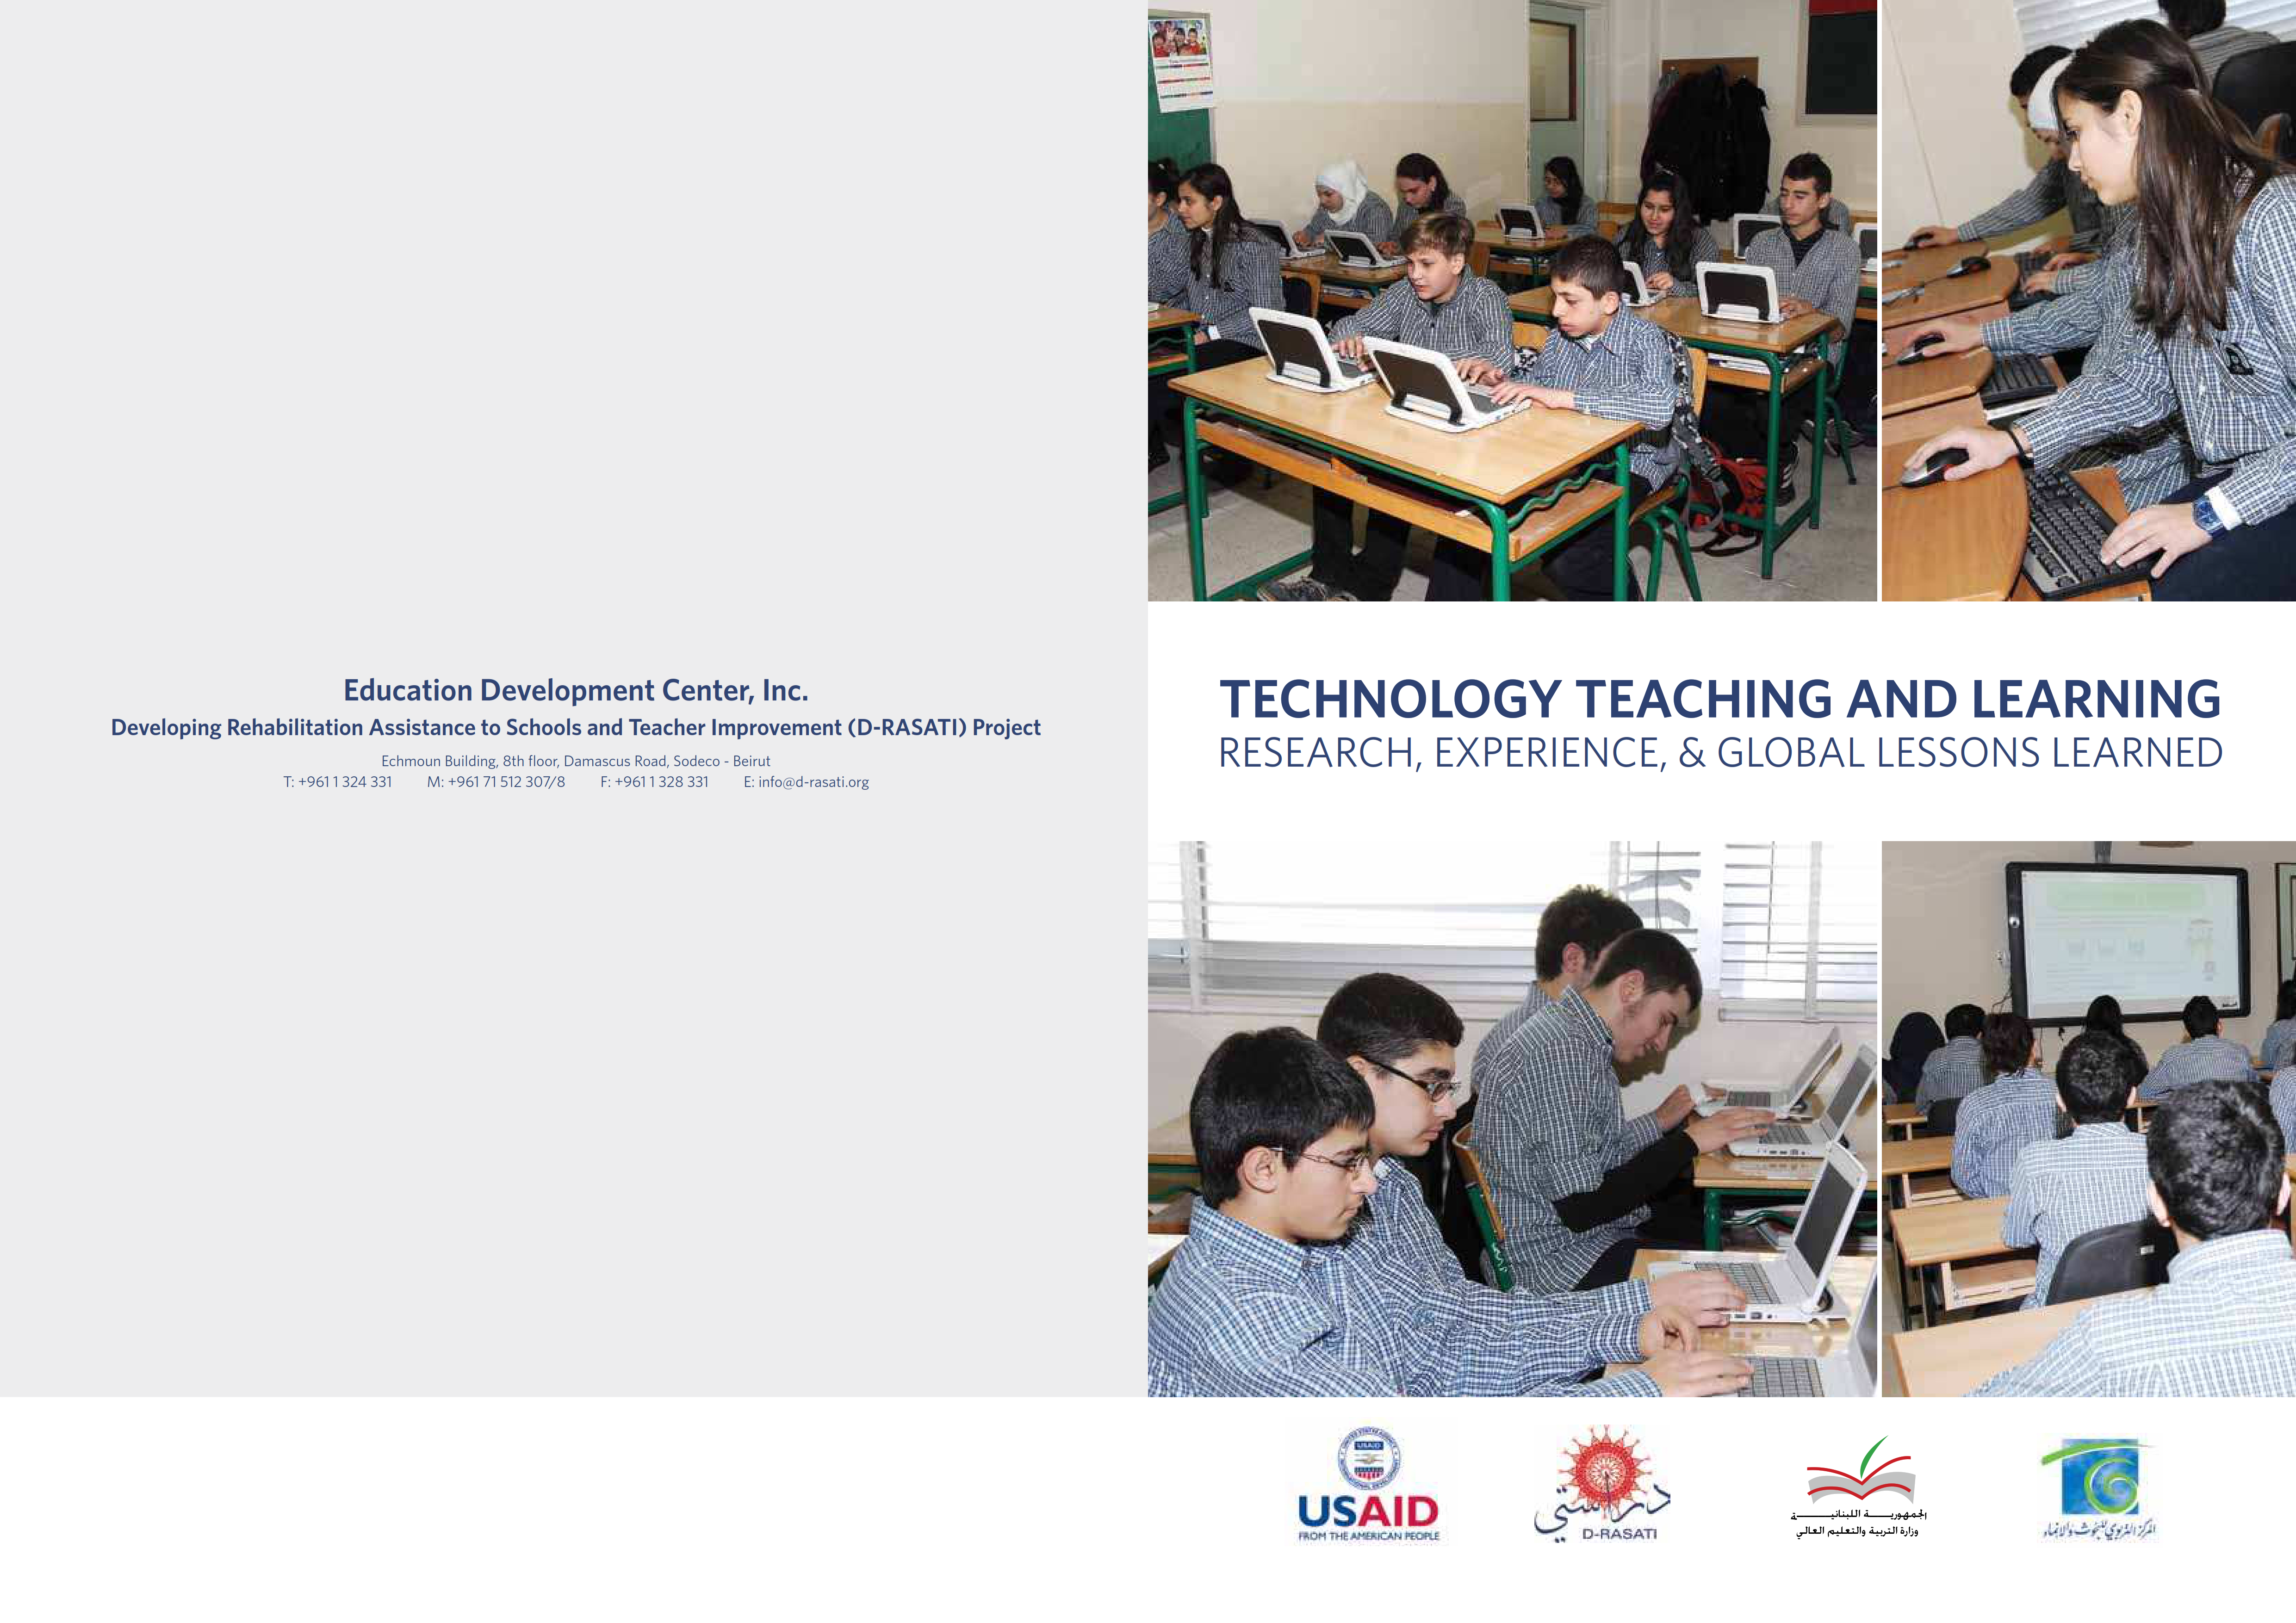 Education Development Center, Inc.
Developing Rehabilitation Assistance to Schools and Teacher Improvement (D-RASATI) Project
Echmoun Building, 8th floor, Damascus Road, Sodeco - Beirut
T: +961 1 324 331 M: +961 71 512 307/8 F: +961 1 328 331 E: info@d-rasati.org
TECHNOLOGY TEACHING AND LEARNING
RESEARCH, EXPERIENCE, & GLOBAL LESSONS LEARNED
USAID
USAID
FROM THE AMERICAN PEOPLE
دراستي
D-RASATI
الجمهوريـــة اللبنانيـــــــة
وزارة التربية والتعليم العالي
المركز التربوي للبحوث والإنماء